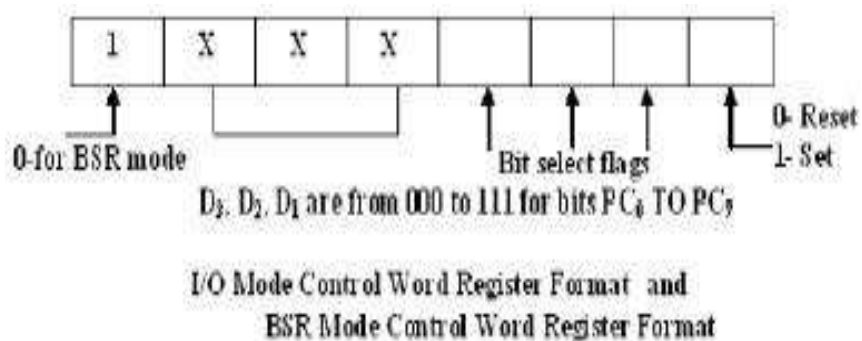 1 X X X
0- Reset
0-for BSR mode Bit select flags 1- Set
D₃, D₂, D₁ are from 000 to 111 for bits PC₀ TO PC₇
I/O Mode Control Word Register Format and
BSR Mode Control Word Register Format